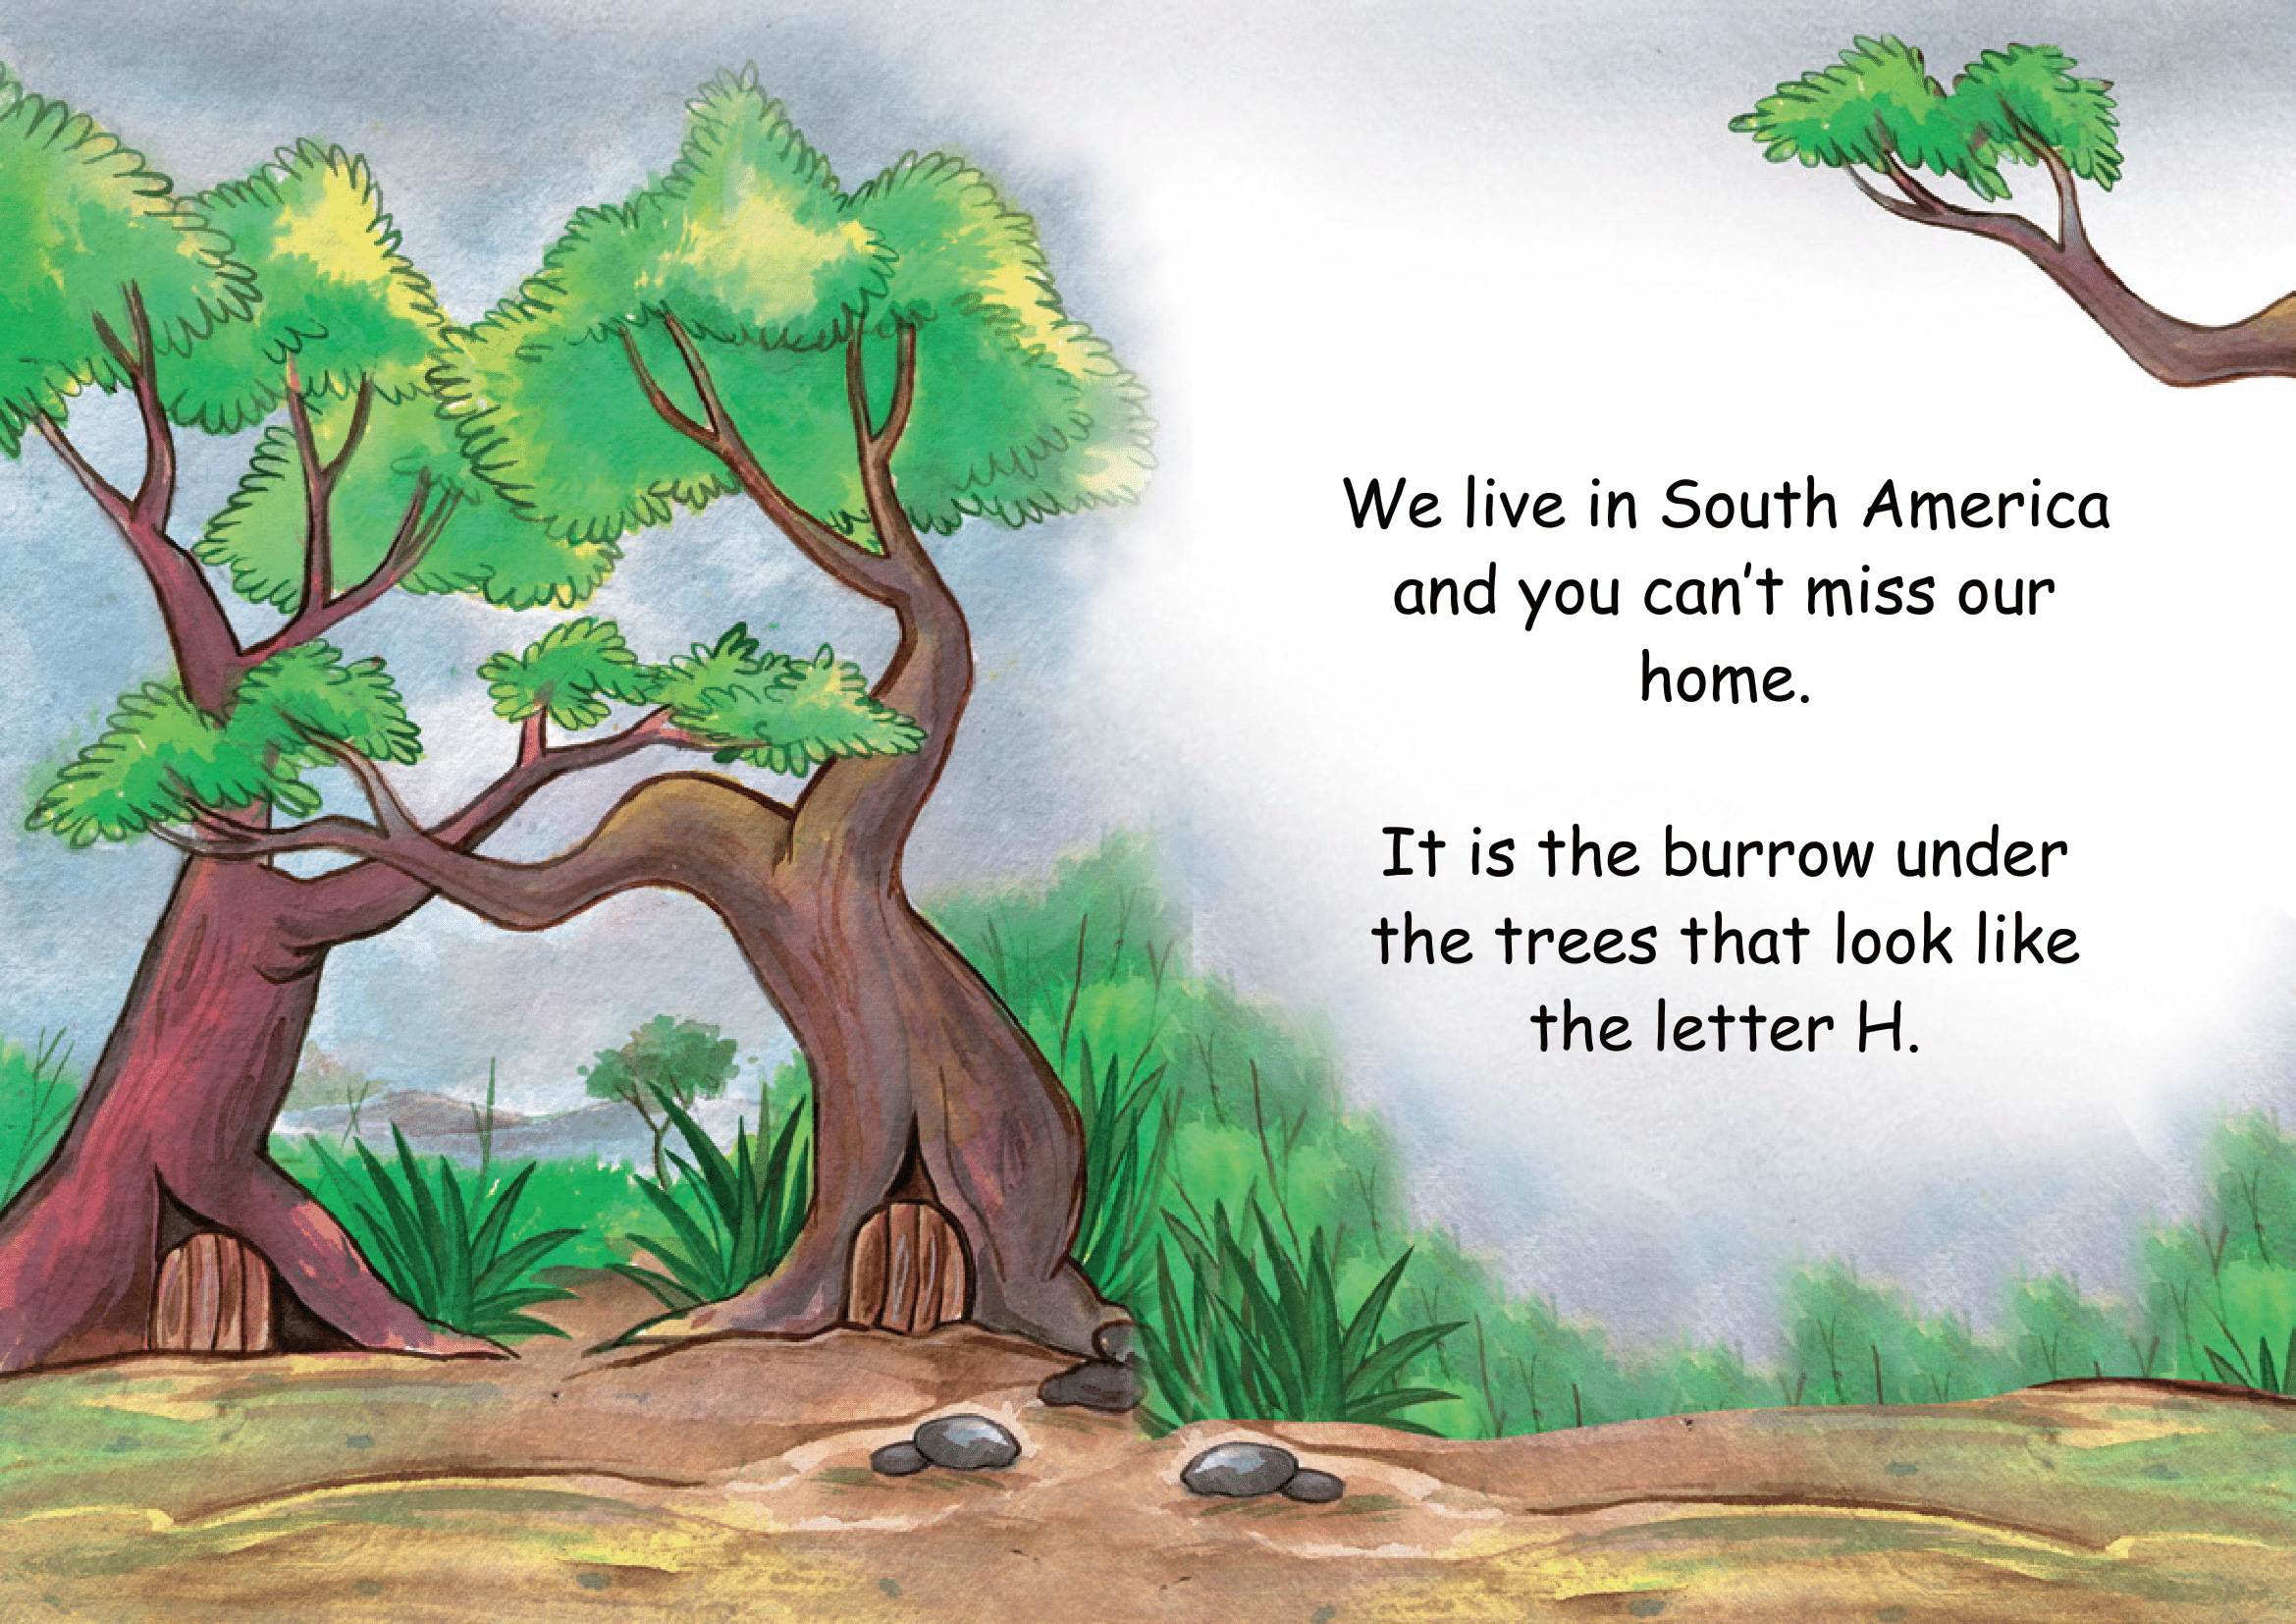 We live in South America
and you can’t miss our
home.
It is the burrow under
the trees that look like
the letter H.